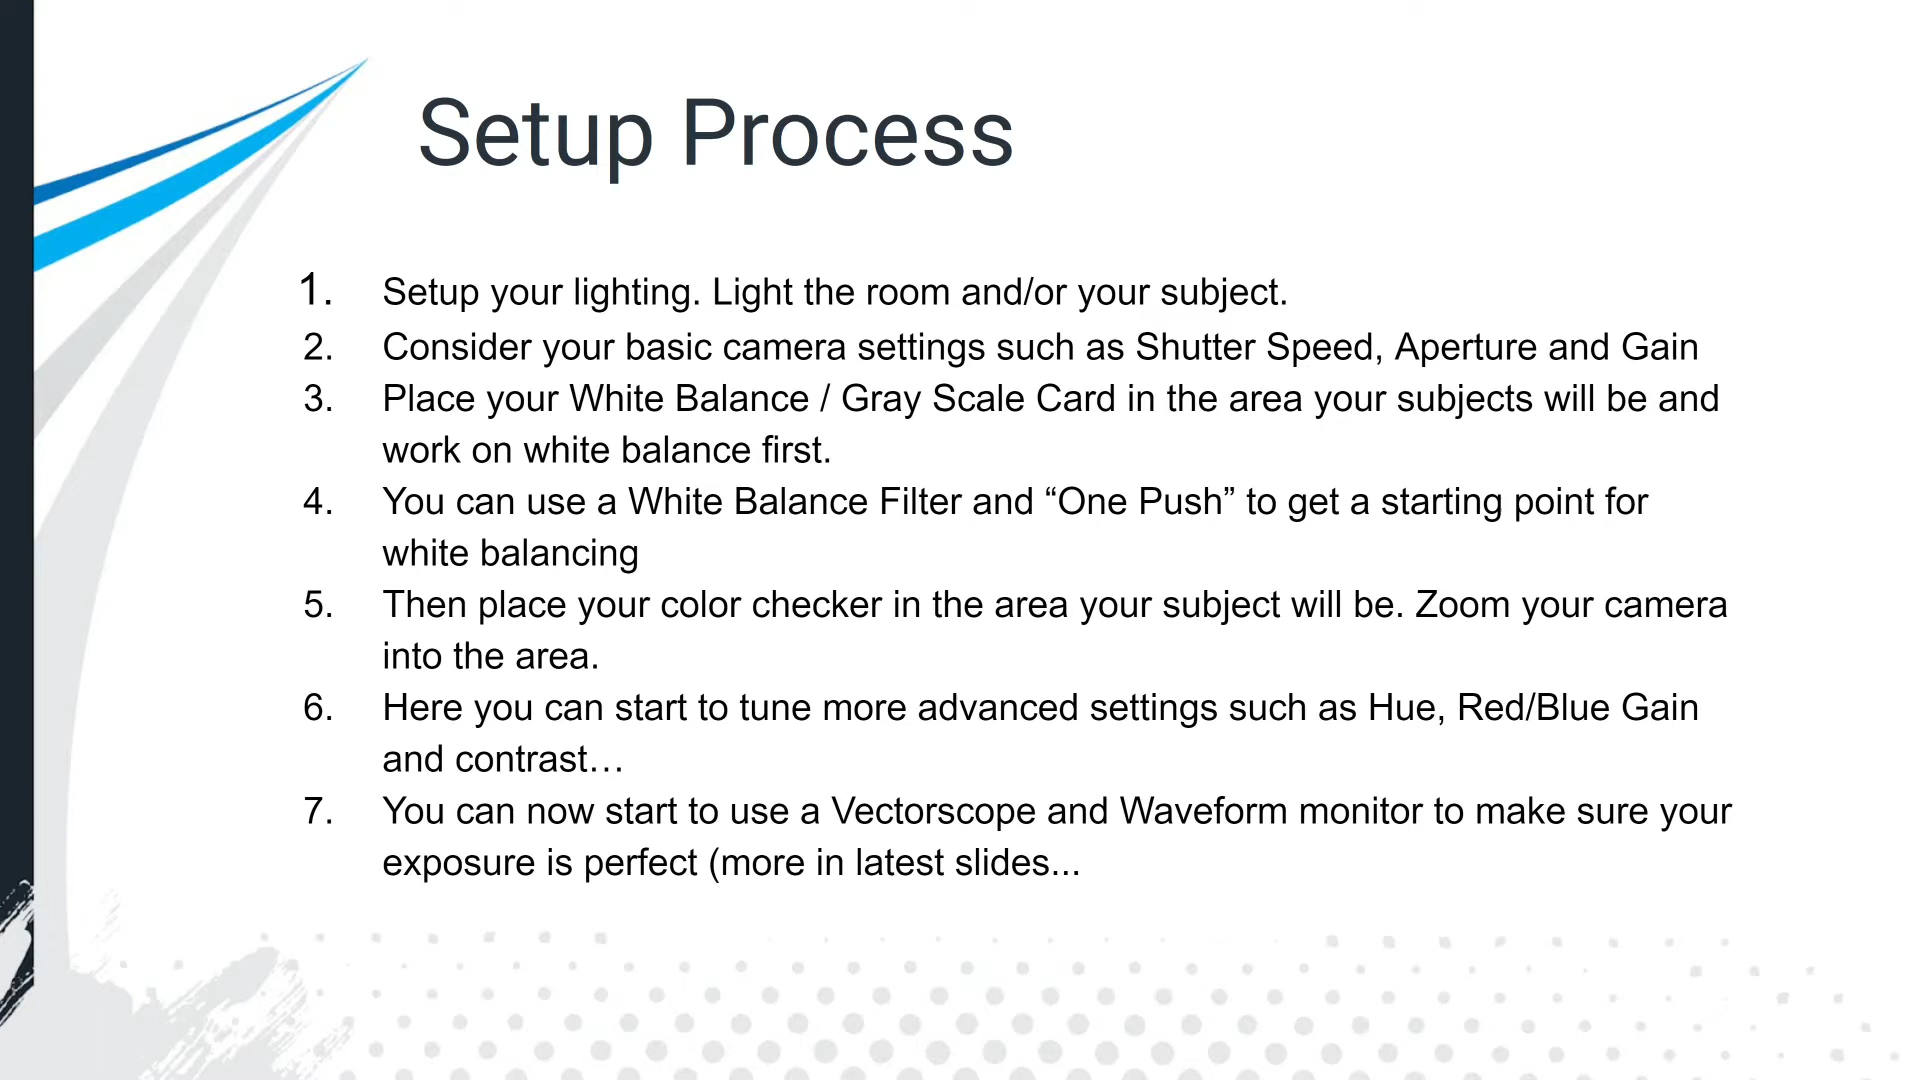 Setup Process
1. Setup your lighting. Light the room and/or your subject.
2. Consider your basic camera settings such as Shutter Speed, Aperture and Gain
3. Place your White Balance / Gray Scale Card in the area your subjects will be and
work on white balance first.
4. You can use a White Balance Filter and “One Push” to get a starting point for
white balancing
5. Then place your color checker in the area your subject will be. Zoom your camera
into the area.
6. Here you can start to tune more advanced settings such as Hue, Red/Blue Gain
and contrast…
7. You can now start to use a Vectorscope and Waveform monitor to make sure your
exposure is perfect (more in latest slides...